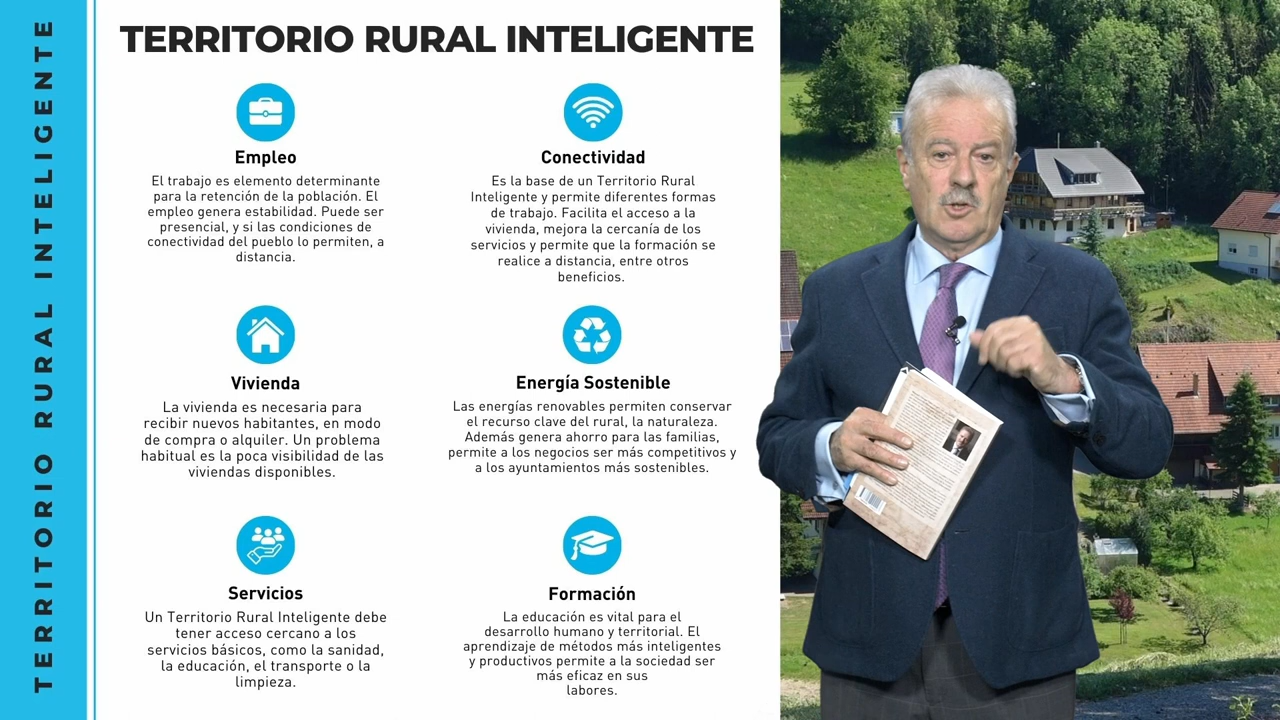 TERRITORIO RURAL INTELIGENTE
TERRITORIO RURAL INTELIGENTE
Empleo
El trabajo es elemento determinante
para la retención de la población. El
empleo genera estabilidad. Puede ser
presencial, y si las condiciones de
conectividad del pueblo lo permiten, a
distancia.
Conectividad
Es la base de un Territorio Rural
Inteligente y permite diferentes formas
de trabajo. Facilita el acceso a la
vivienda, mejora la cercanía de los
servicios y permite que la formación se
realice a distancia, entre otros
beneficios.
Vivienda
La vivienda es necesaria para
recibir nuevos habitantes, en modo
de compra o alquiler. Un problema
habitual es la poca visibilidad de las
viviendas disponibles.
Energía Sostenible
Las energías renovables permiten conservar
el recurso clave del rural, la naturaleza.
Además genera ahorro para las familias,
permite a los negocios ser más competitivos y
a los ayuntamientos más sostenibles.
Servicios
Un Territorio Rural Inteligente debe
tener acceso cercano a los
servicios básicos, como la sanidad,
la educación, el transporte o la
limpieza.
Formación
La educación es vital para el
desarrollo humano y territorial. El
aprendizaje de métodos más inteligentes
y productivos permite a la sociedad ser
más eficaz en sus
labores.